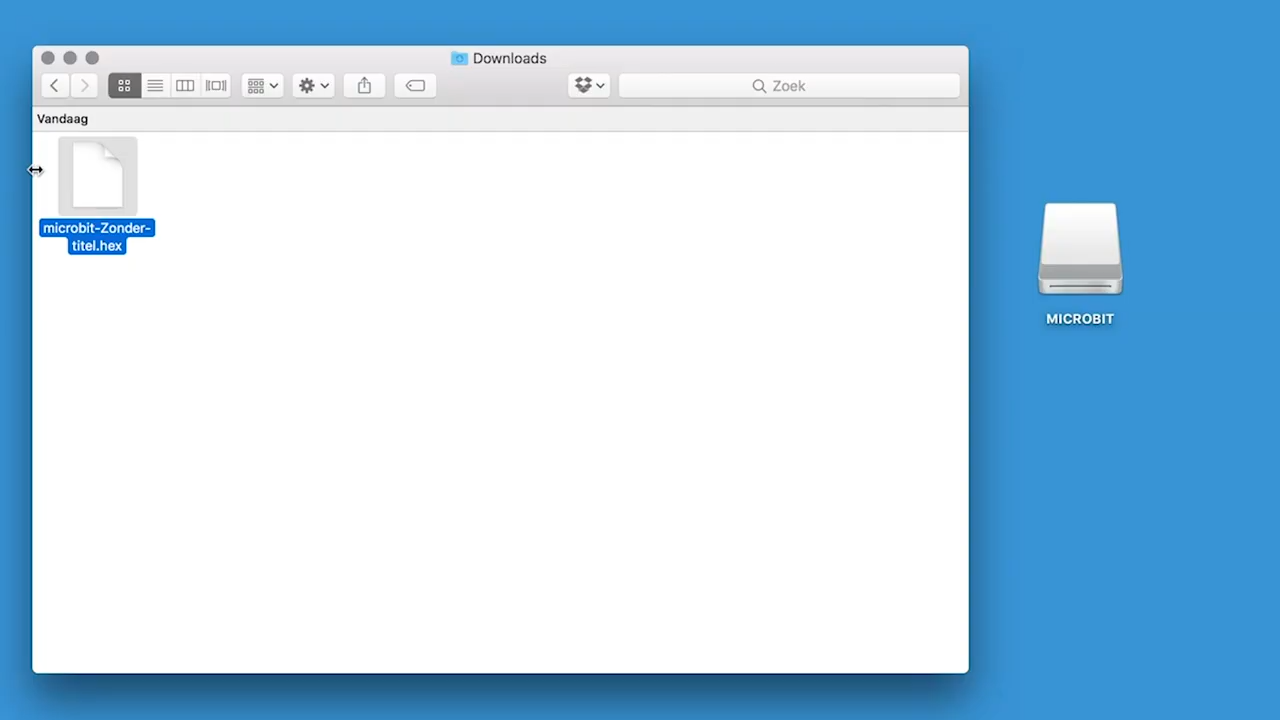 Downloads
Zoek
Vandaag
microbit-Zonder-
titel.hex
MICROBIT